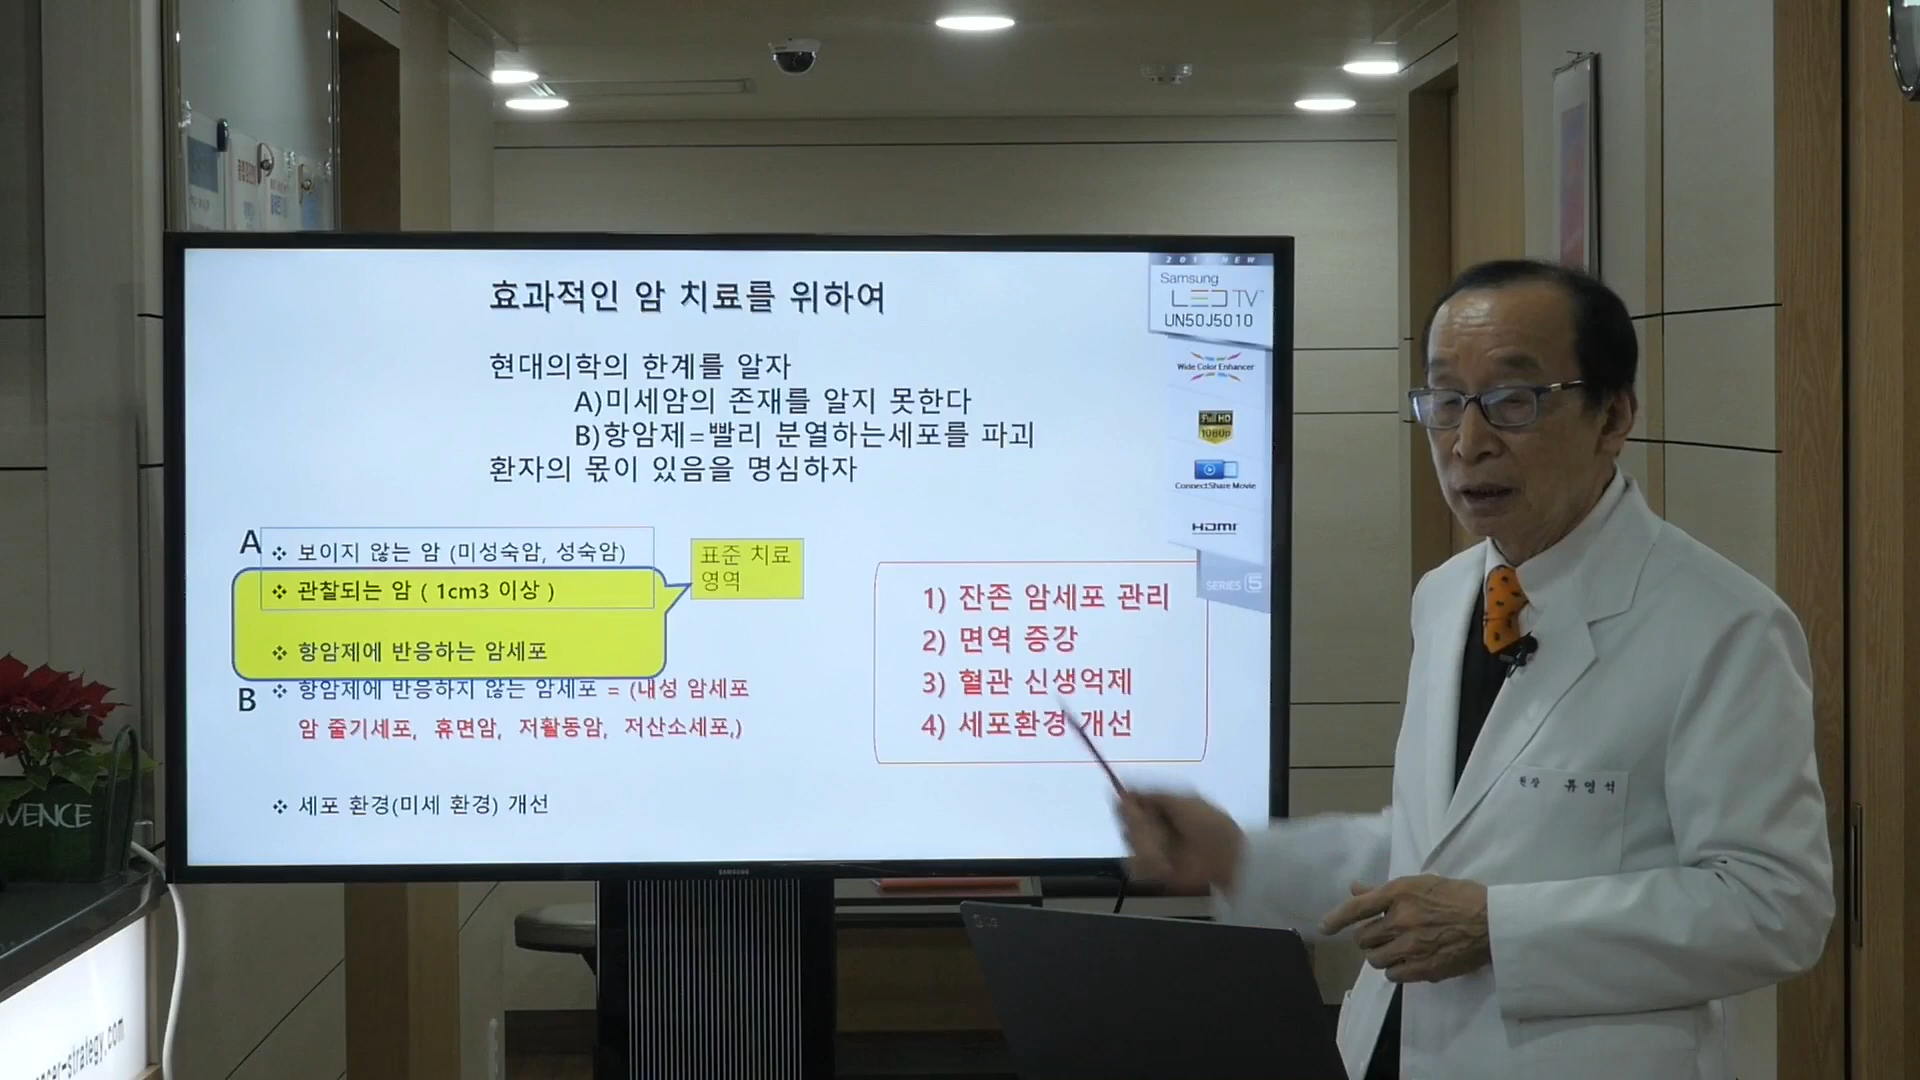 효과적인 암 치료를 위하여
현대의학의 한계를 알자
A)미세암의 존재를 알지 못한다
B)항암제=빨리 분열하는세포를 파괴
환자의 몫이 있음을 명심하자
A
❖ 보이지 않는 암 (미성숙암, 성숙암)
❖ 관찰되는 암 ( 1cm3 이상 )
❖ 항암제에 반응하는 암세포
표준 치료
영역
B
❖ 항암제에 반응하지 않는 암세포 = (내성 암세포
암 줄기세포, 휴면암, 저활동암, 저산소세포,)
❖ 세포 환경(미세 환경) 개선
1) 잔존 암세포 관리
2) 면역 증강
3) 혈관 신생억제
4) 세포환경 개선
NEW
Samsung
LED TV
UN50J5010
Wide Color Enhancer
Full HD
1080p
ConnectShare Movie
HDMI
SERIES 5
SAMSUNG
원장 류영석
VENCE
ncer-strategy.com